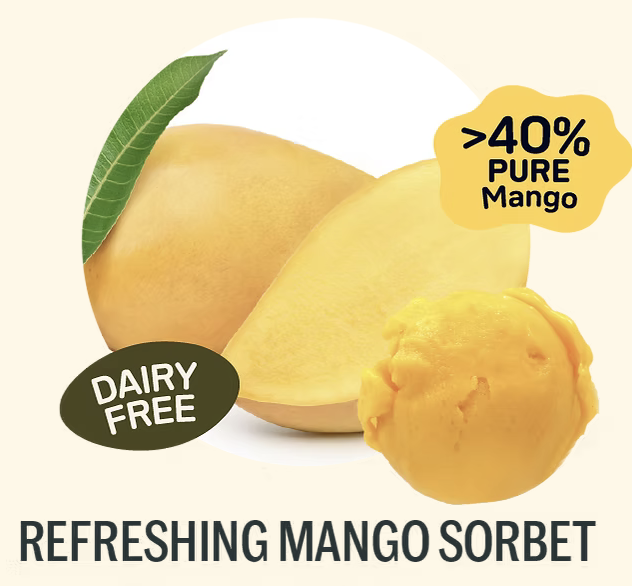 >40%
PURE
Mango
DAIRY
FREE
REFRESHING MANGO SORBET